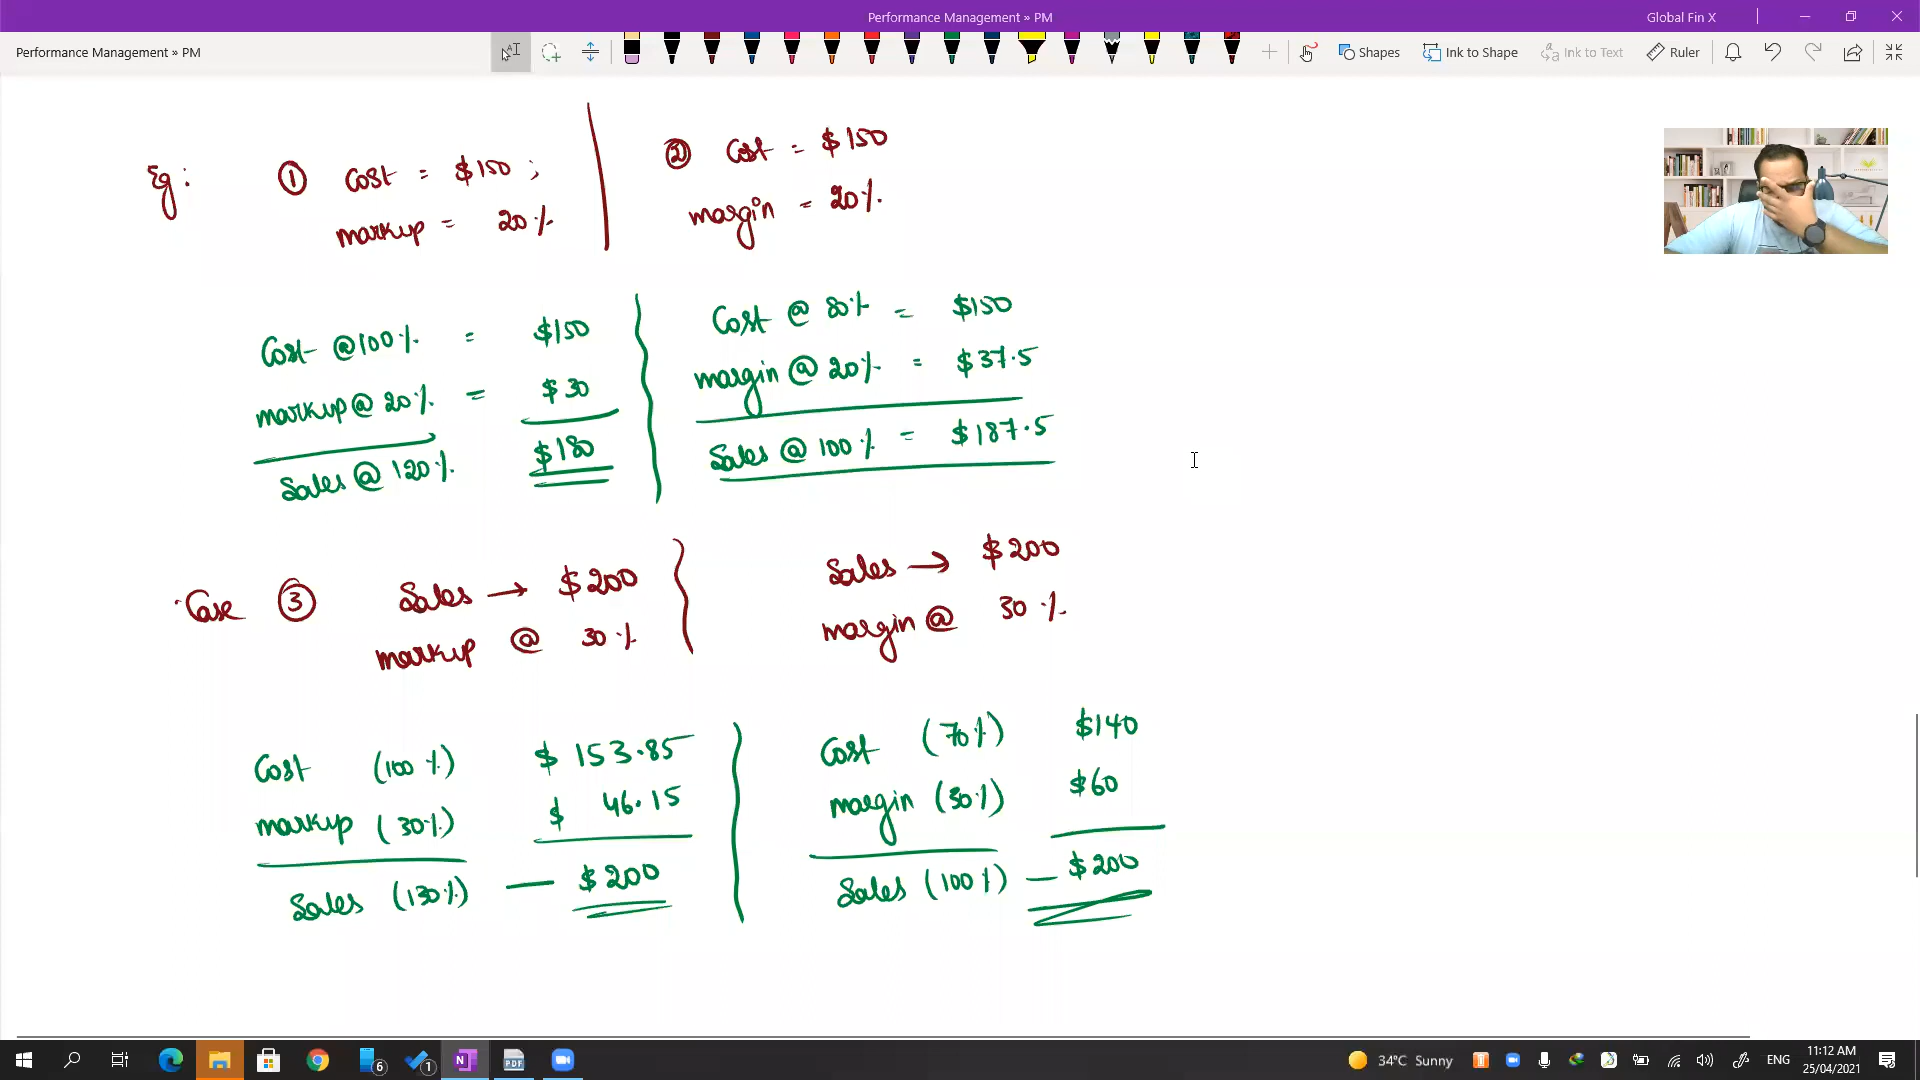 Performance Management » PM
Global Fin X
Performance Management » PM
Shapes
Ink to Shape
Ink to Text
Ruler
Eg:
① Cost = $150 ;
markup = 20%
② Cost = $150
margin = 20%
Cost @100% = $150
markup @ 20% = $30
Sales @ 120% $180
Cost @ 80% = $150
margin @ 20% = $37.5
Sales @ 100% = $187.5
Case ③
Sales → $200
markup @ 30%
Sales → $200
margin @ 30%
Cost (100%) $153.85
markup (30%) $46.15
Sales (130%) — $200
Cost (70%) $140
margin (30%) $60
Sales (100%) — $200
6
1
PDF
34°C Sunny
ENG
11:12 AM
25/04/2021